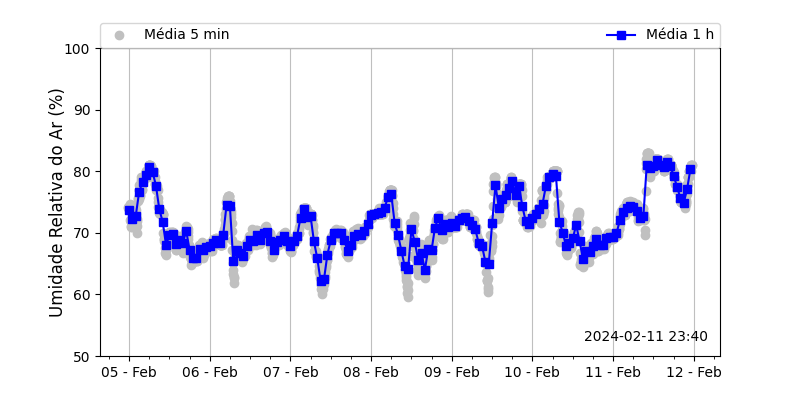 Média 5 min
Média 1 h
Umidade Relativa do Ar (%)
100
90
80
70
60
50
2024-02-11 23:40
05 - Feb
06 - Feb
07 - Feb
08 - Feb
09 - Feb
10 - Feb
11 - Feb
12 - Feb